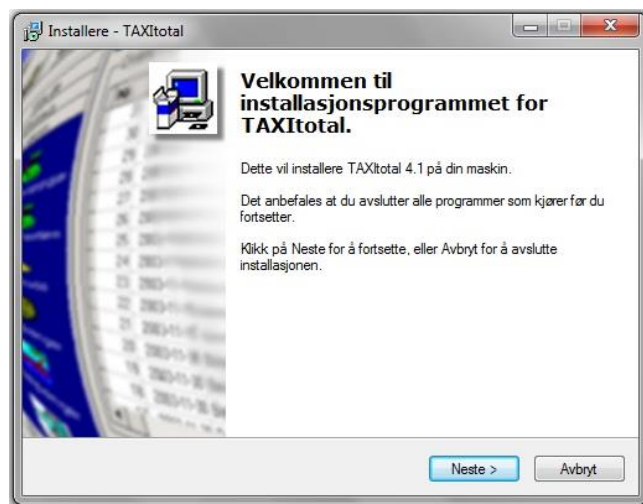 Installere - TAXItotal
Velkommen til
installasjonsprogrammet for
TAXItotal.
Dette vil installere TAXItotal 4.1 på din maskin.
Det anbefales at du avslutter alle programmer som kjører før du
fortsetter.
Klikk på Neste for å fortsette, eller Avbryt for å avslutte
installasjonen.
Neste >
Avbryt